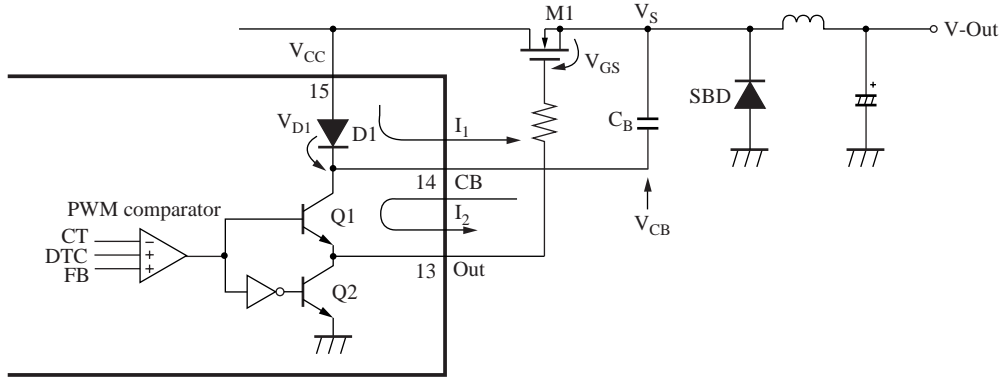 M1
V_S
V-Out
V_CC
V_GS
15
SBD
V_D1
D1
I_1
C_B
14
CB
PWM comparator
Q1
I_2
V_CB
CT
−
DTC
+
FB
+
13
Out
Q2
+